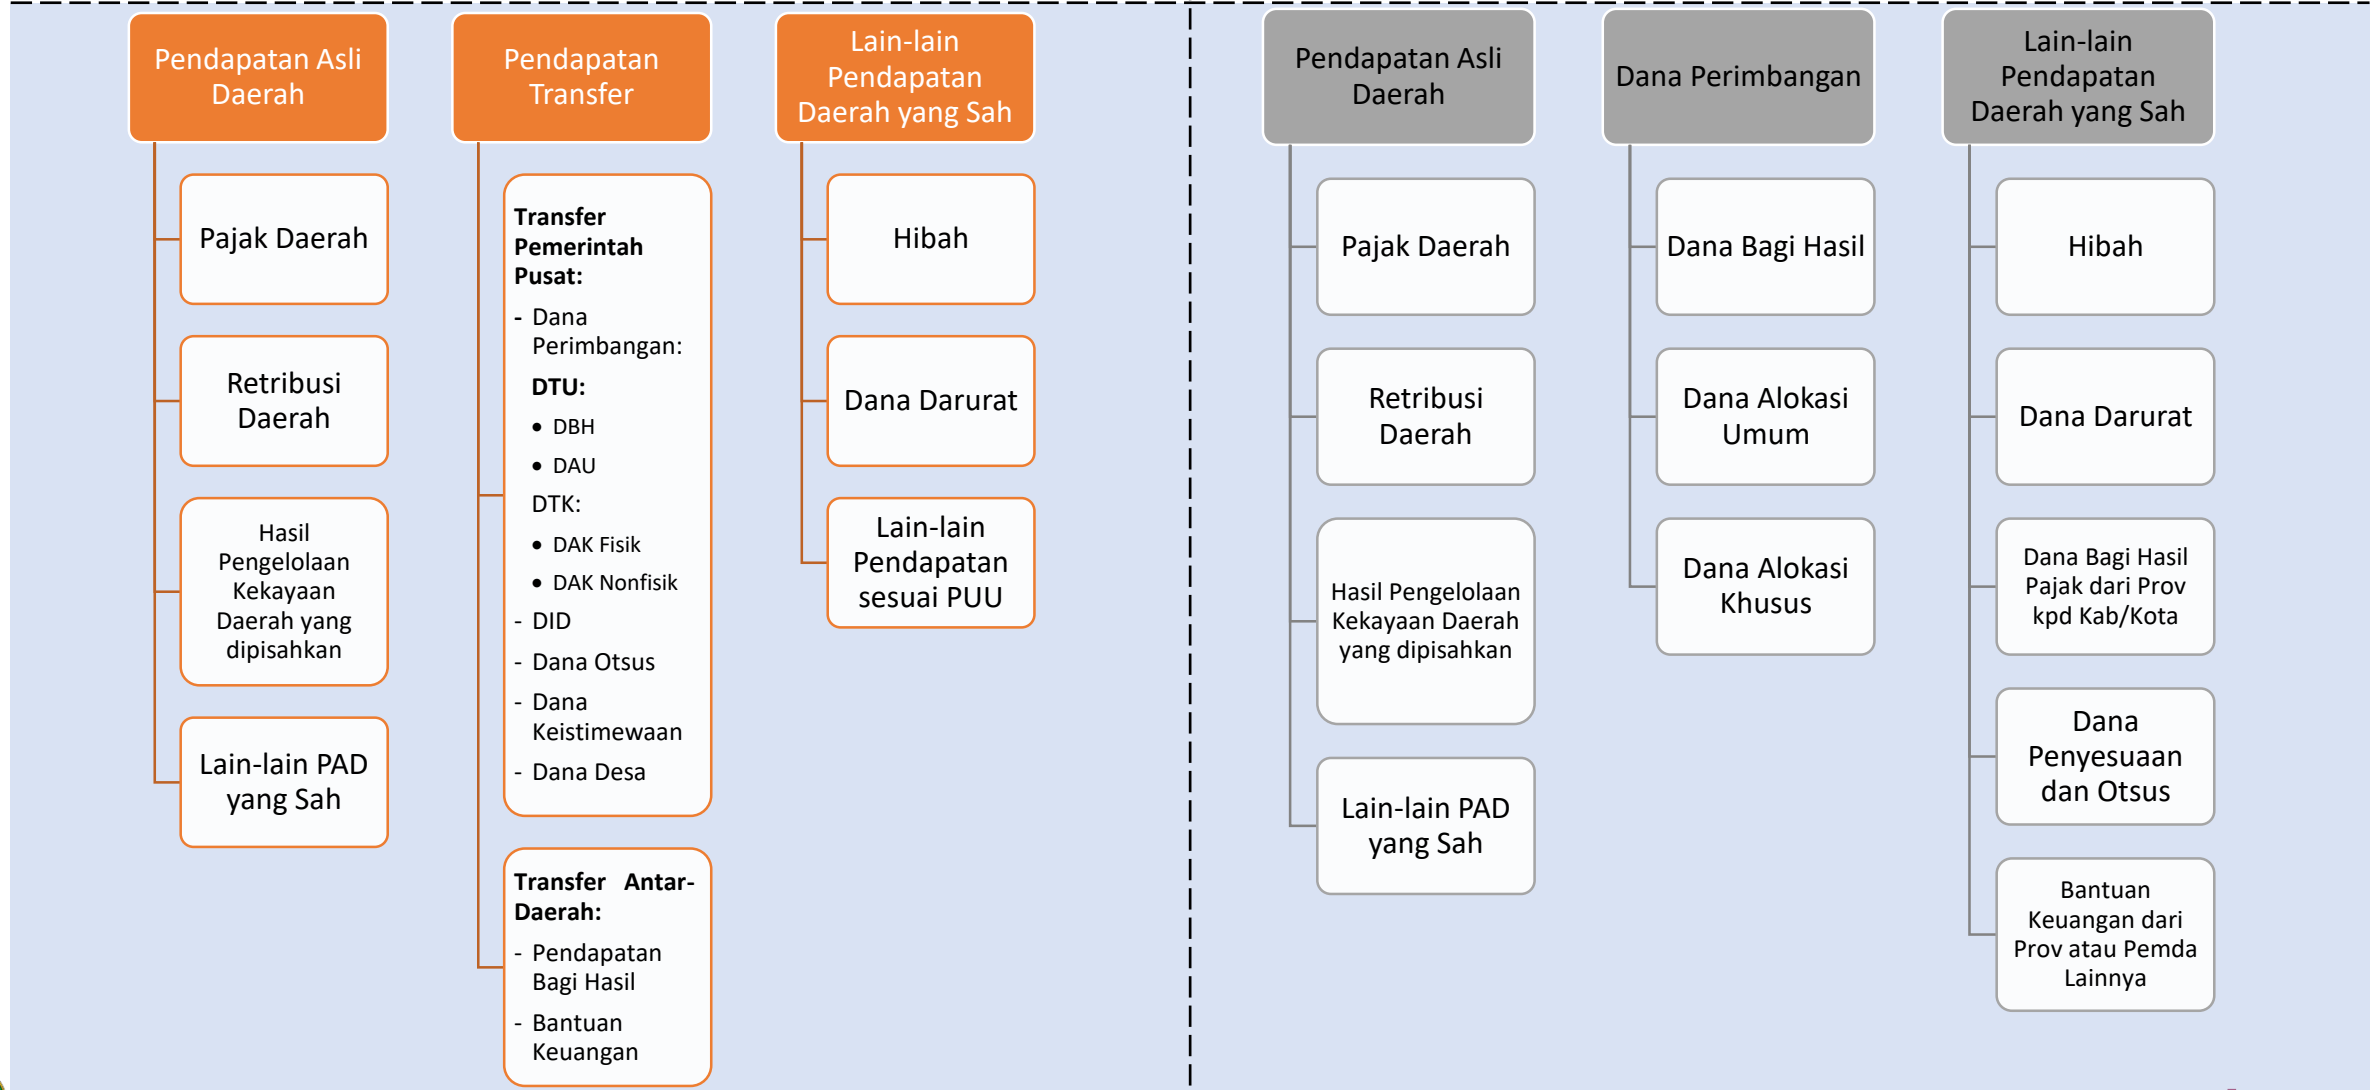 Pendapatan Asli
Daerah
Pajak Daerah
Retribusi
Daerah
Hasil
Pengelolaan
Kekayaan
Daerah yang
dipisahkan
Lain-lain PAD
yang Sah
Pendapatan
Transfer
Transfer
Pemerintah
Pusat:
- Dana
Perimbangan:
DTU:
• DBH
• DAU
DTK:
• DAK Fisik
• DAK Nonfisik
- DID
- Dana Otsus
- Dana
Keistimewaan
- Dana Desa
Transfer Antar-
Daerah:
- Pendapatan
Bagi Hasil
- Bantuan
Keuangan
Lain-lain
Pendapatan
Daerah yang Sah
Hibah
Dana Darurat
Lain-lain
Pendapatan
sesuai PUU
Pendapatan Asli
Daerah
Pajak Daerah
Retribusi
Daerah
Hasil Pengelolaan
Kekayaan Daerah
yang dipisahkan
Lain-lain PAD
yang Sah
Dana Perimbangan
Dana Bagi Hasil
Dana Alokasi
Umum
Dana Alokasi
Khusus
Lain-lain
Pendapatan
Daerah yang Sah
Hibah
Dana Darurat
Dana Bagi Hasil
Pajak dari Prov
kpd Kab/Kota
Dana
Penyesuaan
dan Otsus
Bantuan
Keuangan dari
Prov atau Pemda
Lainnya